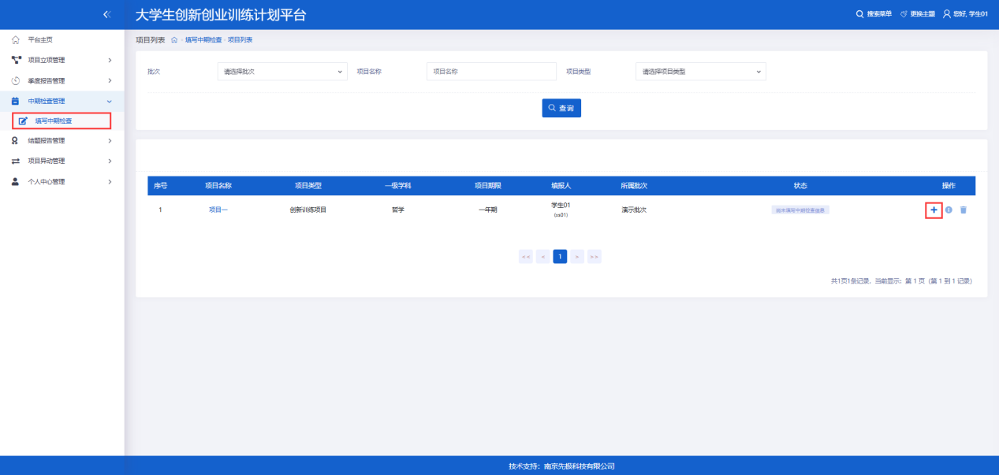 大学生创新创业训练计划平台
搜索菜单 更换主题 您好, 学生01
平台主页
项目立项管理
季度报告管理
中期检查管理
填写中期检查
结题报告管理
项目异动管理
个人中心管理
项目列表 - 填写中期检查 - 项目列表
批次 请选择批次 项目名称 项目名称 项目类型 请选择项目类型
查询
序号 项目名称 项目类型 一级学科 项目期限 填报人 所属批次 状态 操作
1 项目一 创新训练项目 哲学 一年期 学生01 演示批次 尚未填写中期检查信息
(xs01)
<< < 1 > >>
共1页1条记录, 当前显示: 第 1 页 (第 1 到 1 记录)
技术支持: 南京先极科技有限公司